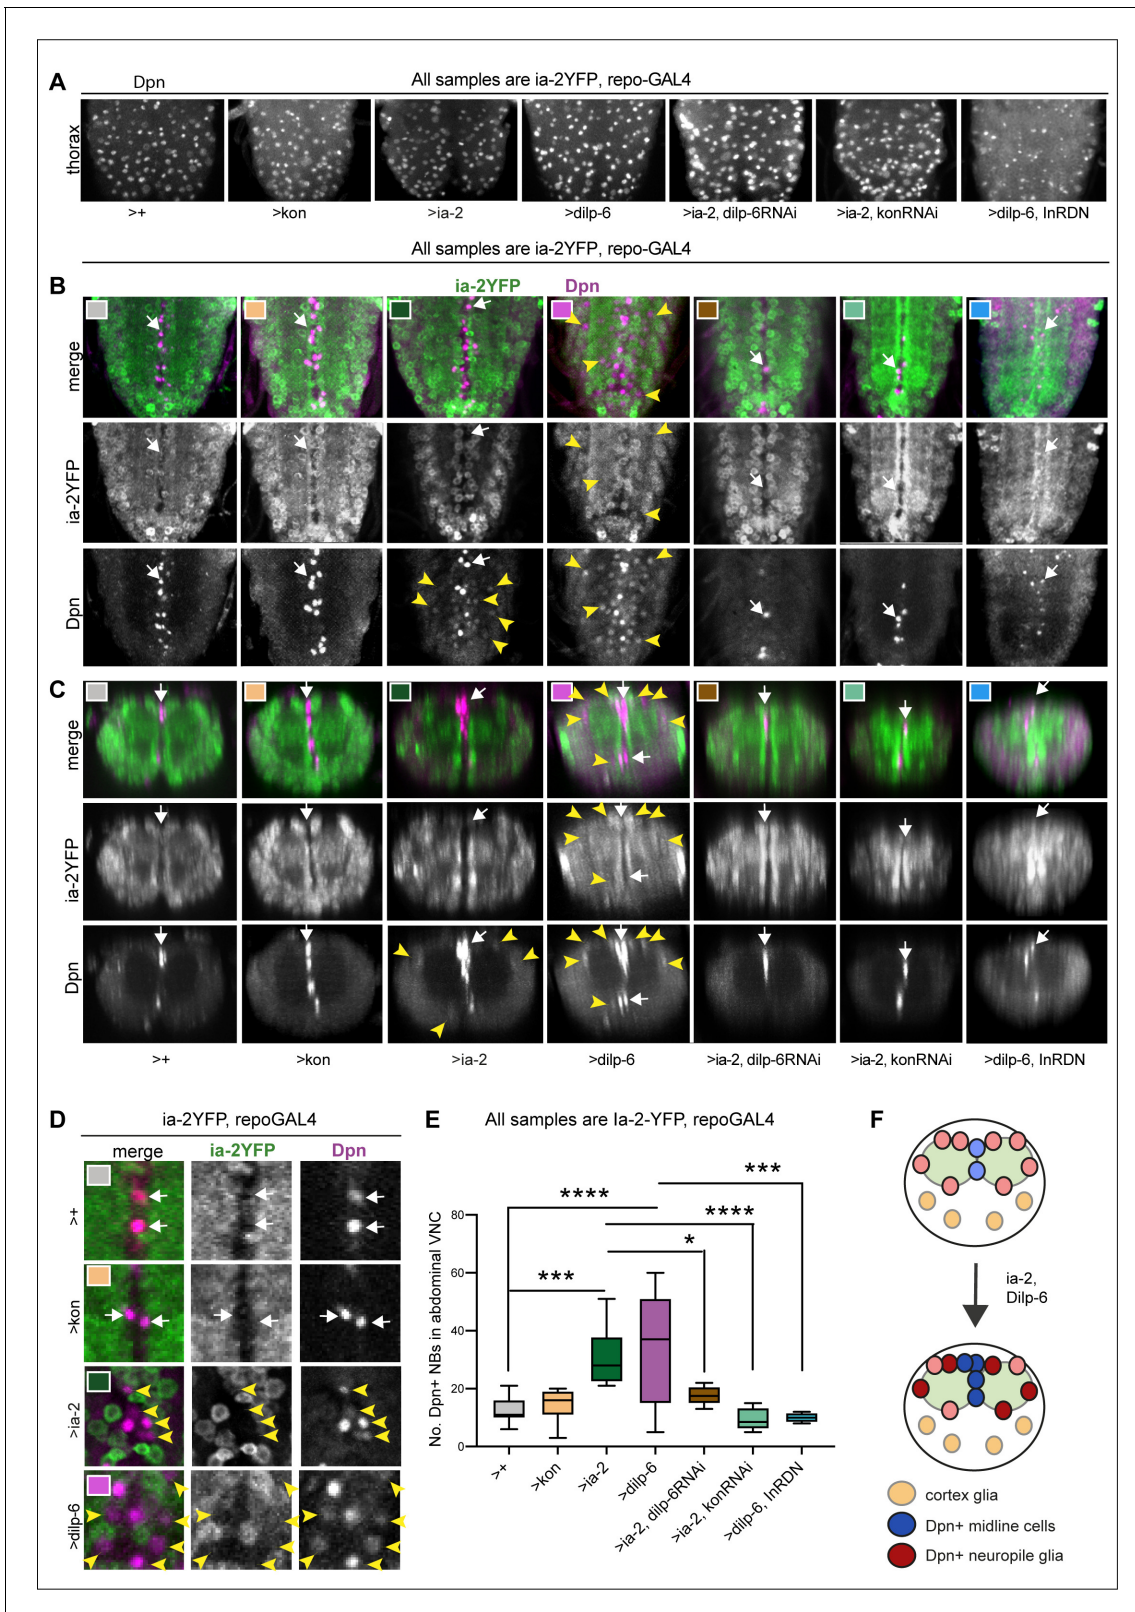 A
Dpn
All samples are ia-2YFP, repo-GAL4
thorax
>+
>kon
>ia-2
>dilp-6
>ia-2, dilp-6RNAi
>ia-2, konRNAi
>dilp-6, InRDN
All samples are ia-2YFP, repo-GAL4
B
ia-2YFP
Dpn
merge
ia-2YFP
Dpn
C
merge
ia-2YFP
Dpn
>+
>kon
>ia-2
>dilp-6
>ia-2, dilp-6RNAi
>ia-2, konRNAi
>dilp-6, InRDN
D
ia-2YFP, repoGAL4
merge
ia-2YFP
Dpn
>+
>kon
>ia-2
>dilp-6
E
All samples are Ia-2-YFP, repoGAL4
No. Dpn+ NBs in abdominal VNC
80
60
40
20
0
***
****
****
*
***
>+
>kon
>ia-2
>dilp-6
>ia-2, dilp-6RNAi
>ia-2, konRNAi
>dilp-6, InRDN
F
ia-2,
Dilp-6
cortex glia
Dpn+ midline cells
Dpn+ neuropile glia